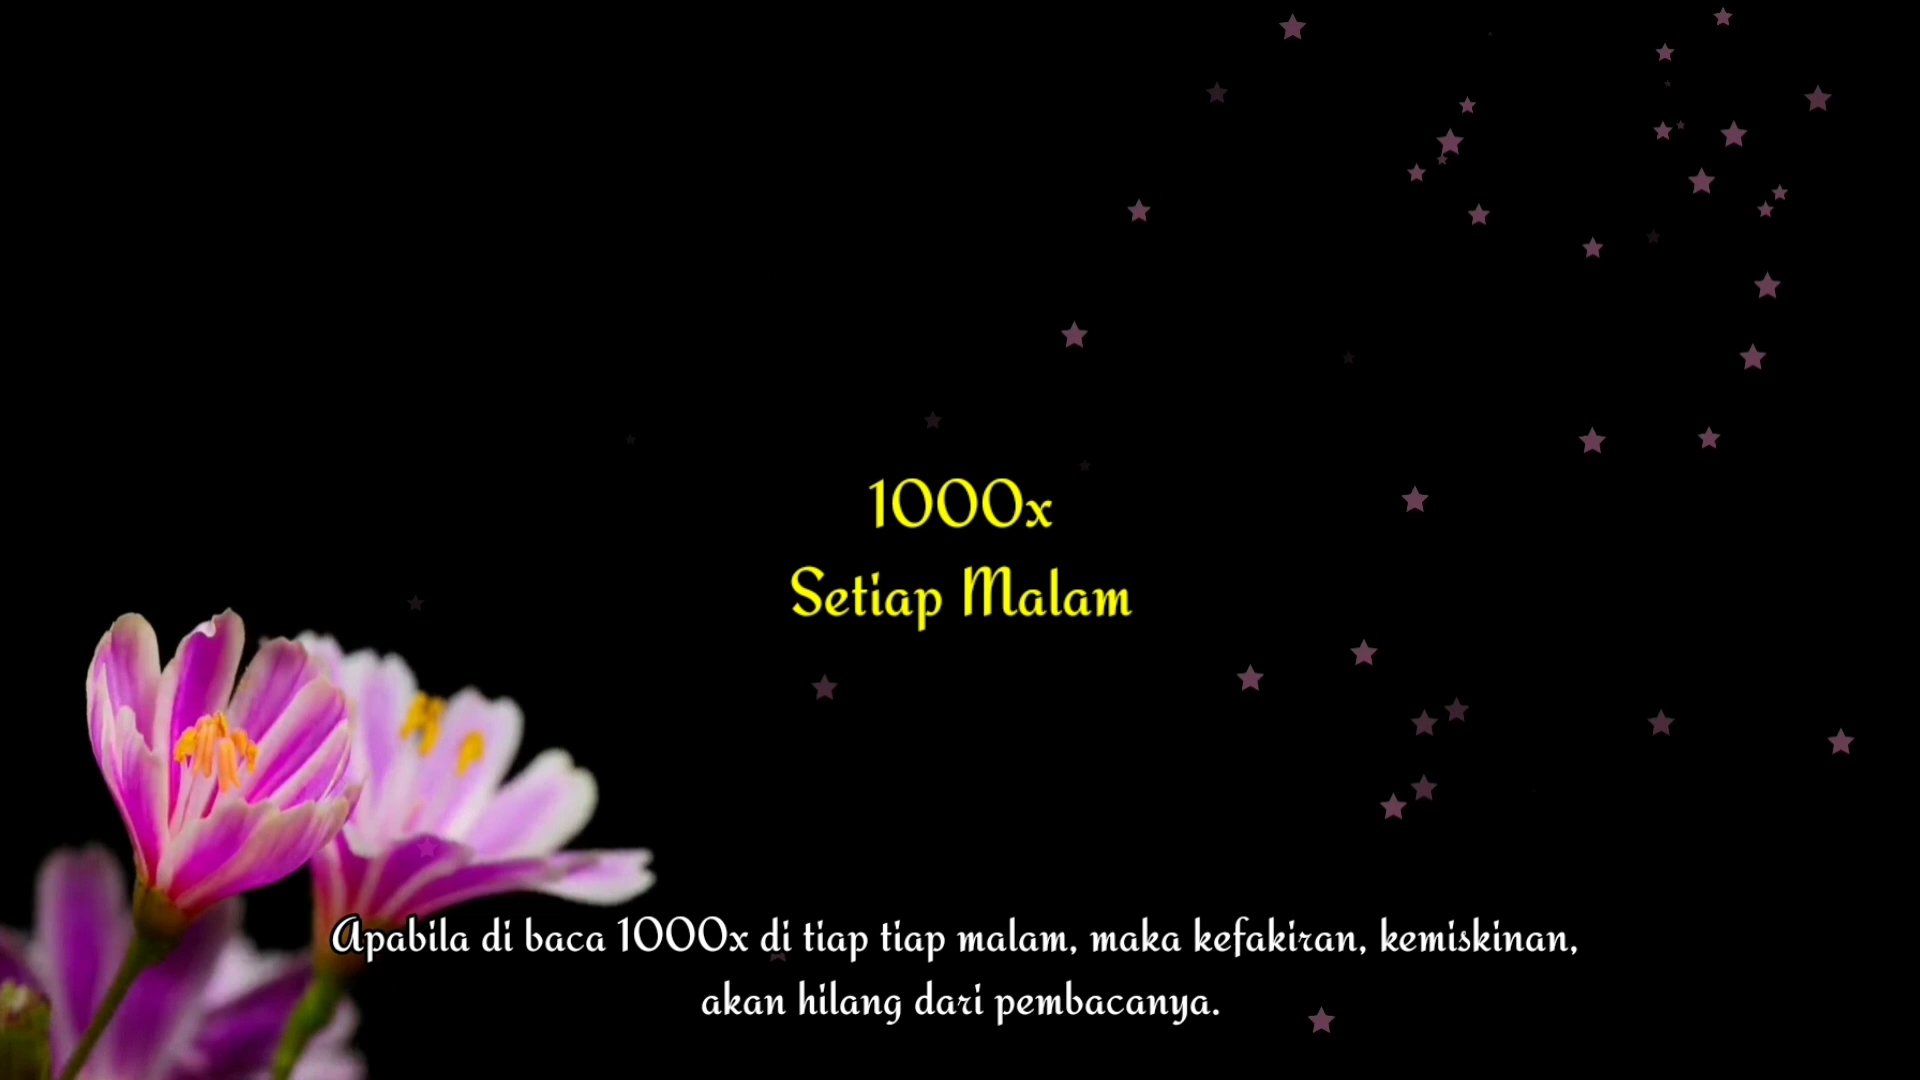 1000x
Setiap Malam
Apabila di baca 1000x di tiap tiap malam, maka kefakiran, kemiskinan,
akan hilang dari pembacanya.